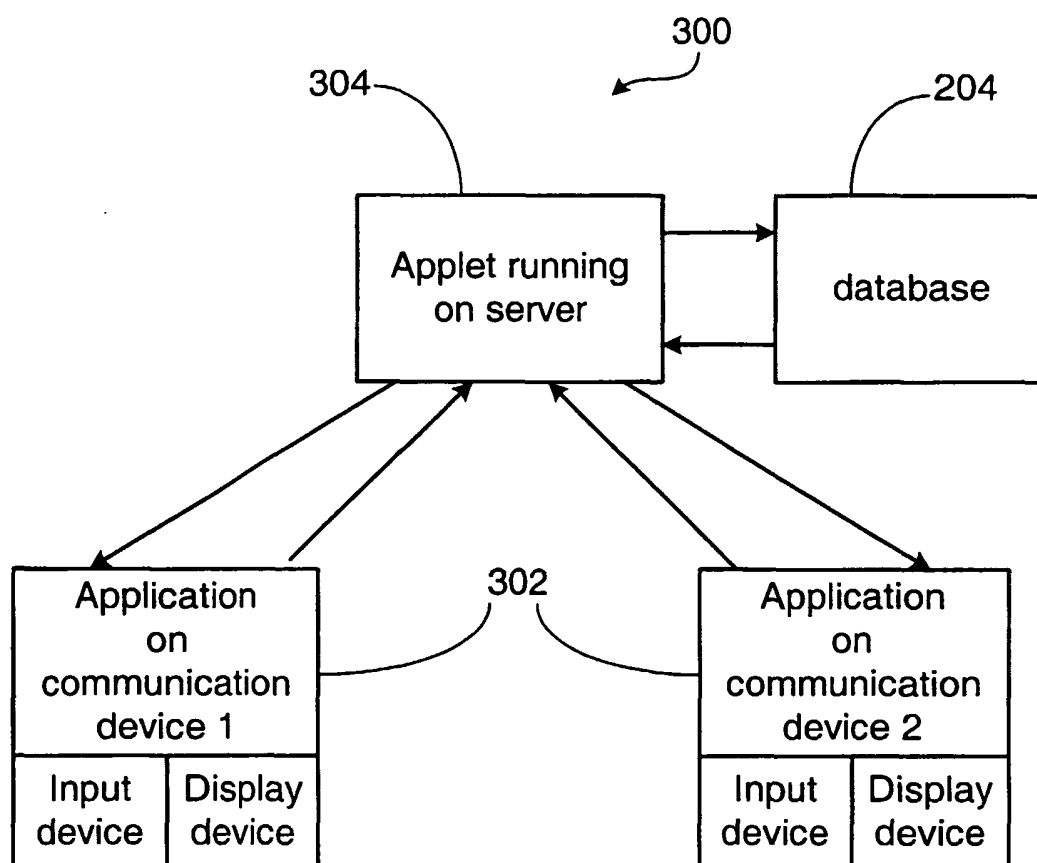 300
304
204
Applet running
on server
database
302
Application
on
communication
device 1
Input
device
Display
device
Application
on
communication
device 2
Input
device
Display
device